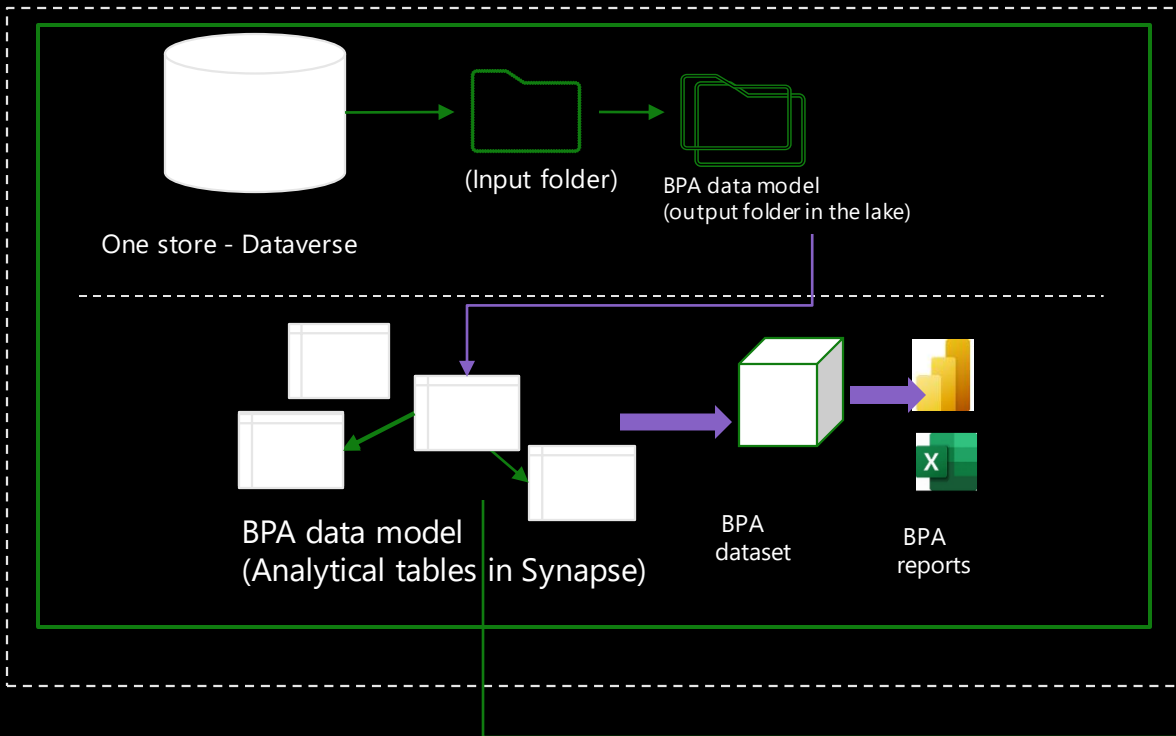 (Input folder)
BPA data model
(output folder in the lake)
One store - Dataverse
BPA data model
(Analytical tables in Synapse)
BPA
dataset
X
BPA
reports